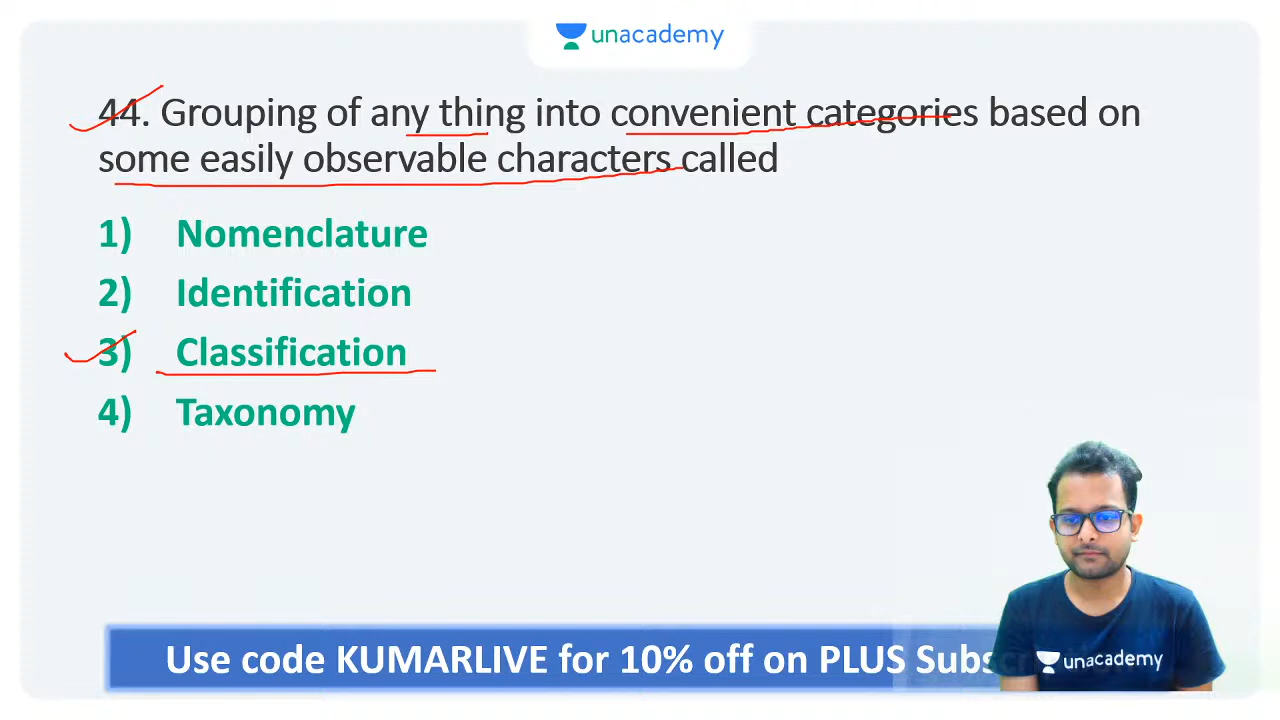 unacademy
44. Grouping of any thing into convenient categories based on
some easily observable characters called
1) Nomenclature
2) Identification
3) Classification
4) Taxonomy
Use code KUMARLIVE for 10% off on PLUS
unacademy